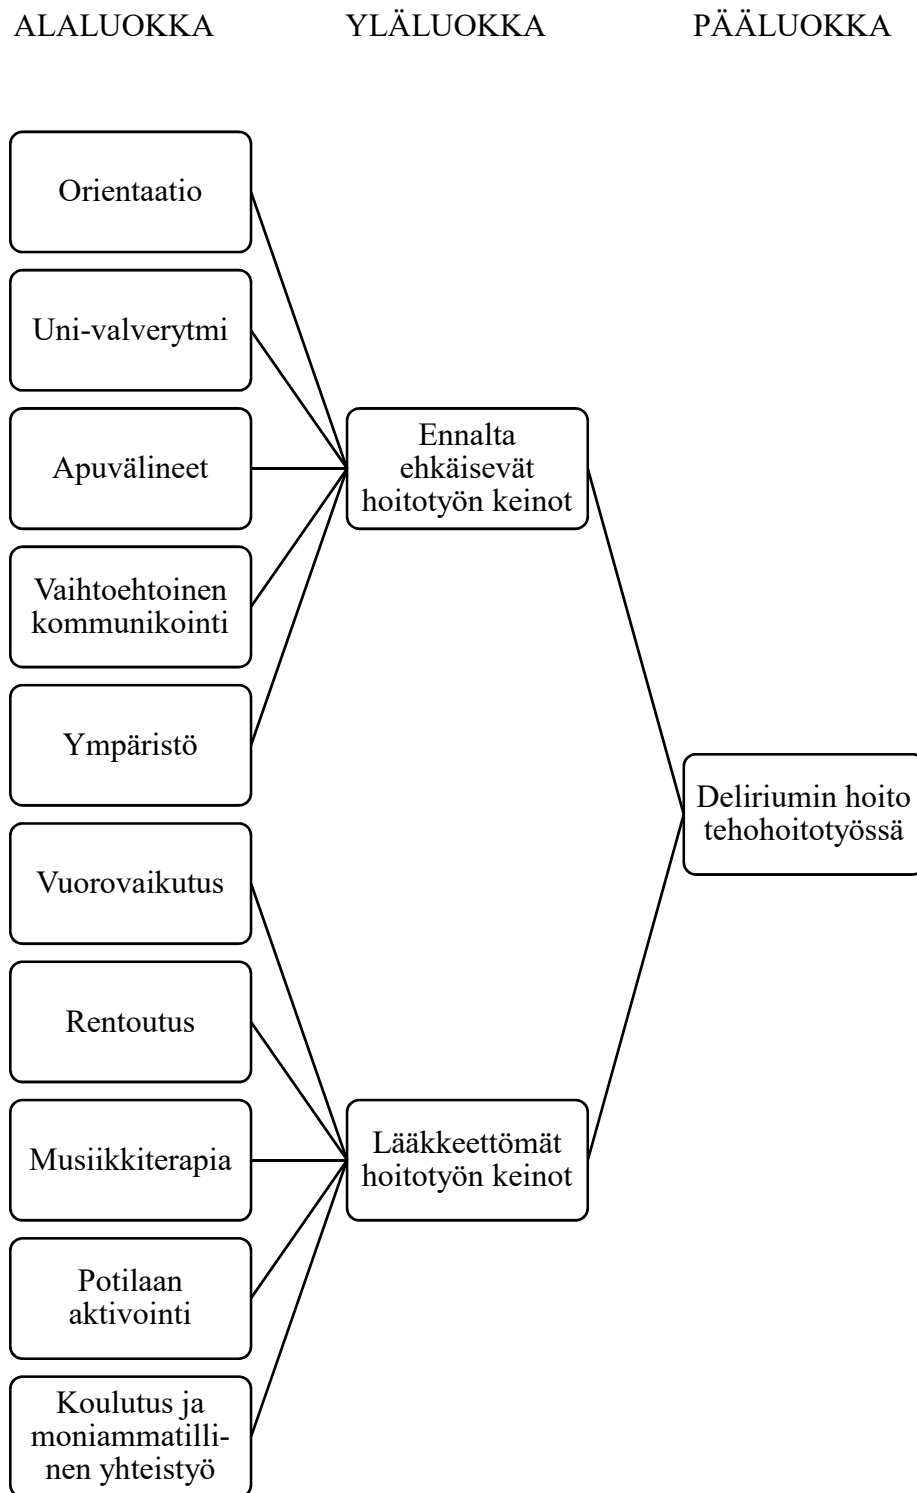 ALALUOKKA YLÄLUOKKA PÄÄLUOKKA
Orientaatio
Uni-valverytmi
Apuvälineet
Vaihtoehtoinen
kommunikointi
Ympäristö
Vuorovaikutus
Rentoutus
Musiikkiterapia
Potilaan
aktivointi
Koulutus ja
moniammatilli-
nen yhteistyö
Ennalta
ehkäisevät
hoitotyön keinot
Lääkkeettömät
hoitotyön keinot
Deliriumin hoito
tehohoitotyössä